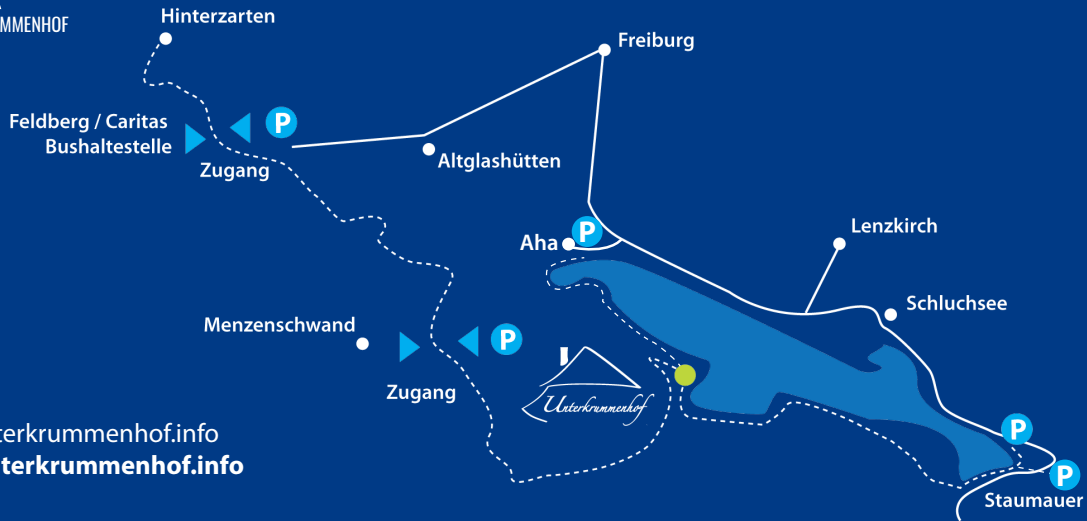 MMENHOF
Hinterzarten
Freiburg
Feldberg / Caritas
Bushaltestelle
P
Zugang
Altglashütten
Aha
P
Lenzkirch
Schluchsee
Menzenschwand
P
Zugang
Unterkrummenhof
terkrummenhof.info
terkrummenhof.info
P
P
Staumauer